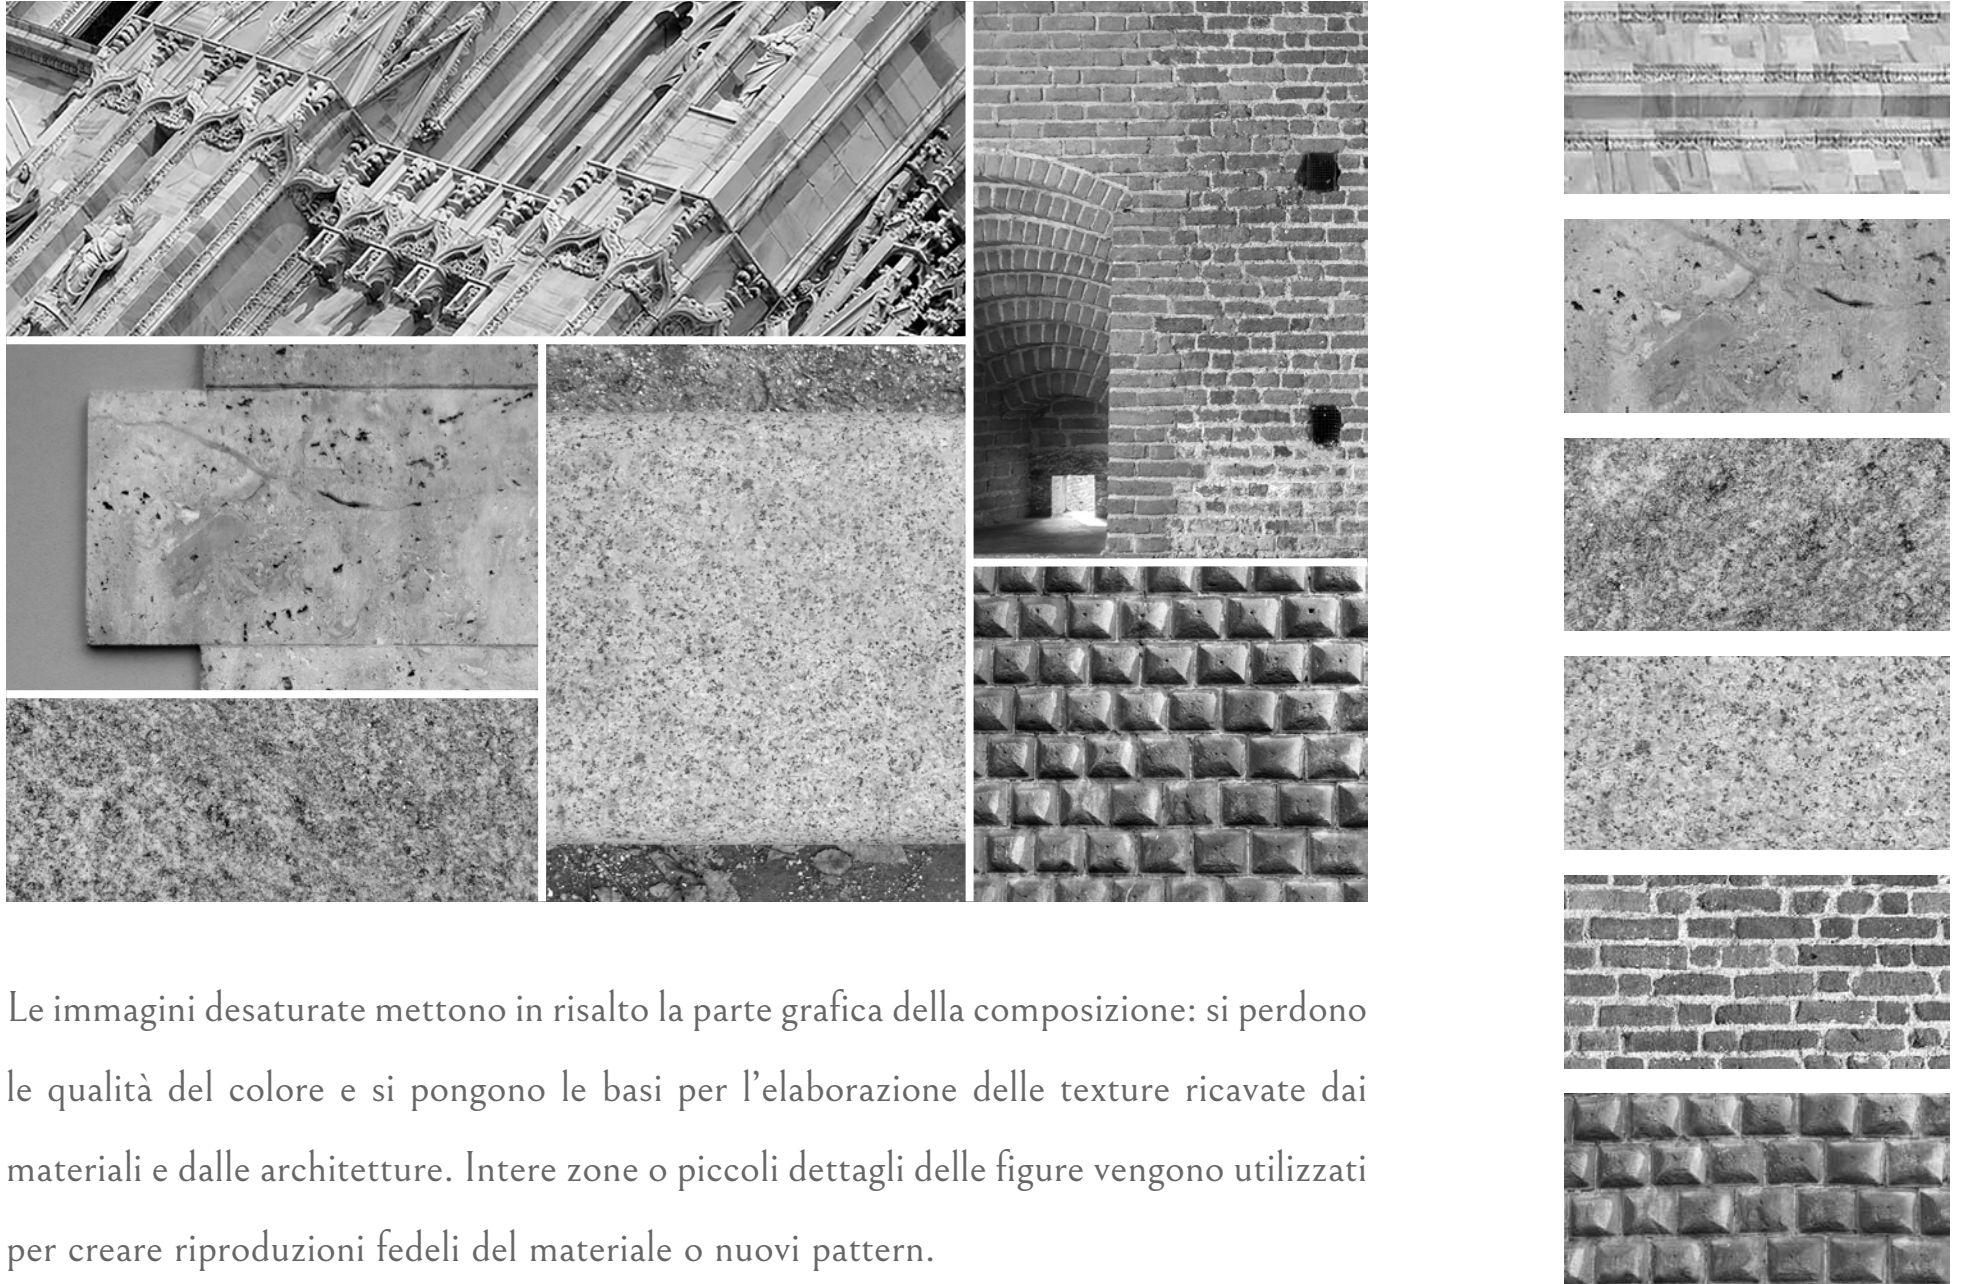 Le immagini desaturate mettono in risalto la parte grafica della composizione: si perdono
le qualità del colore e si pongono le basi per l’elaborazione delle texture ricavate dai
materiali e dalle architetture. Intere zone o piccoli dettagli delle figure vengono utilizzati
per creare riproduzioni fedeli del materiale o nuovi pattern.